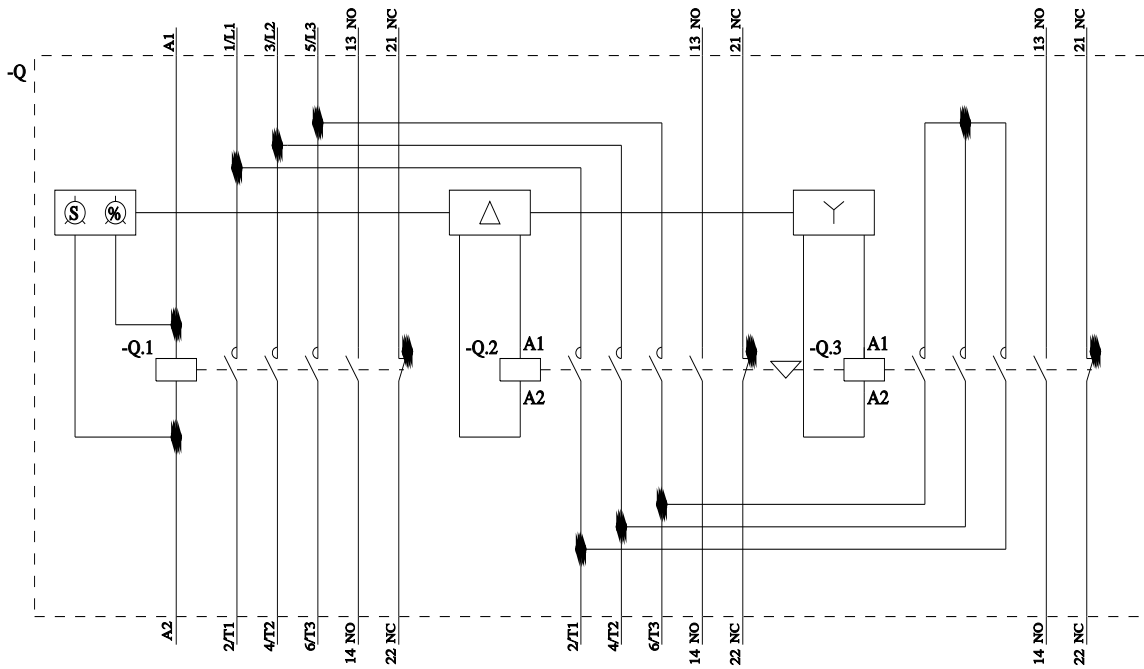 A1
1/L1
3/L2
5/L3
13 NO
21 NC
13 NO
21 NC
13 NO
21 NC
-Q
S
%
-Q.1
-Q.2
A1
A2
-Q.3
A1
A2
A2
2/T1
4/T2
6/T3
14 NO
22 NC
2/T1
4/T2
6/T3
14 NO
22 NC
14 NO
22 NC